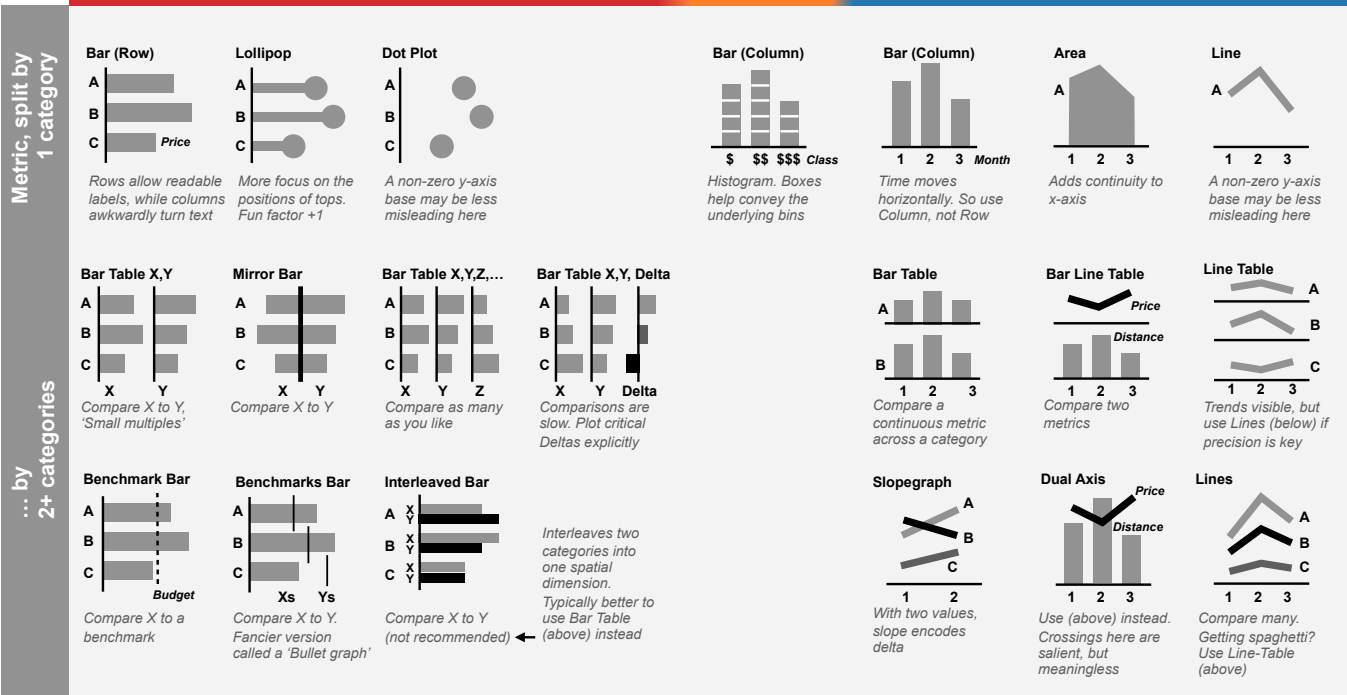 Metric, split by
1 category
Bar (Row)
A
B
C
Price
Rows allow readable
labels, while columns
awkwardly turn text
Lollipop
A
B
C
More focus on the
positions of tops.
Fun factor +1
Dot Plot
A
B
C
A non-zero y-axis
base may be less
misleading here
Bar (Column)
$ $$ $$$ Class
Histogram. Boxes
help convey the
underlying bins
Bar (Column)
1 2 3 Month
Time moves
horizontally. So use
Column, not Row
Area
A
1 2 3
Adds continuity to
x-axis
Line
A
1 2 3
A non-zero y-axis
base may be less
misleading here
… by
2+ categories
Bar Table X,Y
A
B
C
X Y
Compare X to Y,
‘Small multiples’
Mirror Bar
A
B
C
X Y
Compare X to Y
Bar Table X,Y,Z,…
A
B
C
X Y Z
Compare as many
as you like
Bar Table X,Y, Delta
A
B
C
X Y Delta
Comparisons are
slow. Plot critical
Deltas explicitly
Bar Table
A
B
1 2 3
Compare a
continuous metric
across a category
Bar Line Table
Price
Distance
1 2 3
Compare two
metrics
Line Table
A
B
C
1 2 3
Trends visible, but
use Lines (below) if
precision is key
Benchmark Bar
A
B
C
Budget
Compare X to a
benchmark
Benchmarks Bar
A
B
C
Xs Ys
Compare X to Y.
Fancier version
called a ‘Bullet graph’
Interleaved Bar
A X
Y
B X
Y
C X
Y
Compare X to Y
(not recommended)
Interleaves two
categories into
one spatial
dimension.
Typically better to
use Bar Table
(above) instead
Slopegraph
A
B
C
1 2
With two values,
slope encodes
delta
Dual Axis
Price
Distance
1 2 3
Use (above) instead.
Crossings here are
salient, but
meaningless
Lines
A
B
C
1 2 3
Compare many.
Getting spaghetti?
Use Line-Table
(above)